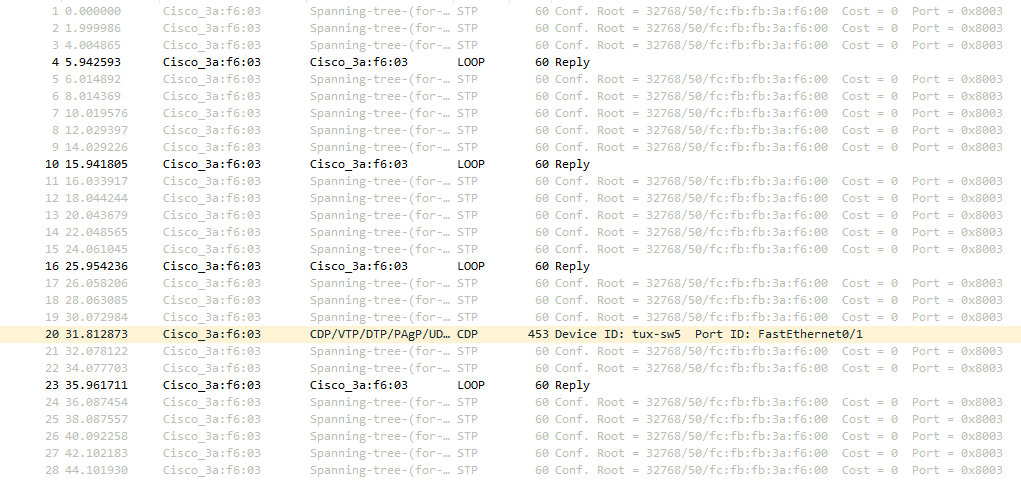 1 0.000000 Cisco_3a:f6:03 Spanning-tree-(for-… STP 60 Conf. Root = 32768/50/fc:fb:fb:3a:f6:00 Cost = 0 Port = 0x8003
2 1.999986 Cisco_3a:f6:03 Spanning-tree-(for-… STP 60 Conf. Root = 32768/50/fc:fb:fb:3a:f6:00 Cost = 0 Port = 0x8003
3 4.004865 Cisco_3a:f6:03 Spanning-tree-(for-… STP 60 Conf. Root = 32768/50/fc:fb:fb:3a:f6:00 Cost = 0 Port = 0x8003
4 5.942593 Cisco_3a:f6:03 Cisco_3a:f6:03 LOOP 60 Reply
5 6.014892 Cisco_3a:f6:03 Spanning-tree-(for-… STP 60 Conf. Root = 32768/50/fc:fb:fb:3a:f6:00 Cost = 0 Port = 0x8003
6 8.014369 Cisco_3a:f6:03 Spanning-tree-(for-… STP 60 Conf. Root = 32768/50/fc:fb:fb:3a:f6:00 Cost = 0 Port = 0x8003
7 10.019576 Cisco_3a:f6:03 Spanning-tree-(for-… STP 60 Conf. Root = 32768/50/fc:fb:fb:3a:f6:00 Cost = 0 Port = 0x8003
8 12.029397 Cisco_3a:f6:03 Spanning-tree-(for-… STP 60 Conf. Root = 32768/50/fc:fb:fb:3a:f6:00 Cost = 0 Port = 0x8003
9 14.029226 Cisco_3a:f6:03 Spanning-tree-(for-… STP 60 Conf. Root = 32768/50/fc:fb:fb:3a:f6:00 Cost = 0 Port = 0x8003
10 15.941805 Cisco_3a:f6:03 Cisco_3a:f6:03 LOOP 60 Reply
11 16.033917 Cisco_3a:f6:03 Spanning-tree-(for-… STP 60 Conf. Root = 32768/50/fc:fb:fb:3a:f6:00 Cost = 0 Port = 0x8003
12 18.044244 Cisco_3a:f6:03 Spanning-tree-(for-… STP 60 Conf. Root = 32768/50/fc:fb:fb:3a:f6:00 Cost = 0 Port = 0x8003
13 20.043679 Cisco_3a:f6:03 Spanning-tree-(for-… STP 60 Conf. Root = 32768/50/fc:fb:fb:3a:f6:00 Cost = 0 Port = 0x8003
14 22.048565 Cisco_3a:f6:03 Spanning-tree-(for-… STP 60 Conf. Root = 32768/50/fc:fb:fb:3a:f6:00 Cost = 0 Port = 0x8003
15 24.061045 Cisco_3a:f6:03 Spanning-tree-(for-… STP 60 Conf. Root = 32768/50/fc:fb:fb:3a:f6:00 Cost = 0 Port = 0x8003
16 25.954236 Cisco_3a:f6:03 Cisco_3a:f6:03 LOOP 60 Reply
17 26.058206 Cisco_3a:f6:03 Spanning-tree-(for-… STP 60 Conf. Root = 32768/50/fc:fb:fb:3a:f6:00 Cost = 0 Port = 0x8003
18 28.063085 Cisco_3a:f6:03 Spanning-tree-(for-… STP 60 Conf. Root = 32768/50/fc:fb:fb:3a:f6:00 Cost = 0 Port = 0x8003
19 30.072984 Cisco_3a:f6:03 Spanning-tree-(for-… STP 60 Conf. Root = 32768/50/fc:fb:fb:3a:f6:00 Cost = 0 Port = 0x8003
20 31.812873 Cisco_3a:f6:03 CDP/VTP/DTP/PAgP/UD… CDP 453 Device ID: tux-sw5 Port ID: FastEthernet0/1
21 32.078122 Cisco_3a:f6:03 Spanning-tree-(for-… STP 60 Conf. Root = 32768/50/fc:fb:fb:3a:f6:00 Cost = 0 Port = 0x8003
22 34.077703 Cisco_3a:f6:03 Spanning-tree-(for-… STP 60 Conf. Root = 32768/50/fc:fb:fb:3a:f6:00 Cost = 0 Port = 0x8003
23 35.961711 Cisco_3a:f6:03 Cisco_3a:f6:03 LOOP 60 Reply
24 36.087454 Cisco_3a:f6:03 Spanning-tree-(for-… STP 60 Conf. Root = 32768/50/fc:fb:fb:3a:f6:00 Cost = 0 Port = 0x8003
25 38.087557 Cisco_3a:f6:03 Spanning-tree-(for-… STP 60 Conf. Root = 32768/50/fc:fb:fb:3a:f6:00 Cost = 0 Port = 0x8003
26 40.092258 Cisco_3a:f6:03 Spanning-tree-(for-… STP 60 Conf. Root = 32768/50/fc:fb:fb:3a:f6:00 Cost = 0 Port = 0x8003
27 42.102183 Cisco_3a:f6:03 Spanning-tree-(for-… STP 60 Conf. Root = 32768/50/fc:fb:fb:3a:f6:00 Cost = 0 Port = 0x8003
28 44.101930 Cisco_3a:f6:03 Spanning-tree-(for-… STP 60 Conf. Root = 32768/50/fc:fb:fb:3a:f6:00 Cost = 0 Port = 0x8003